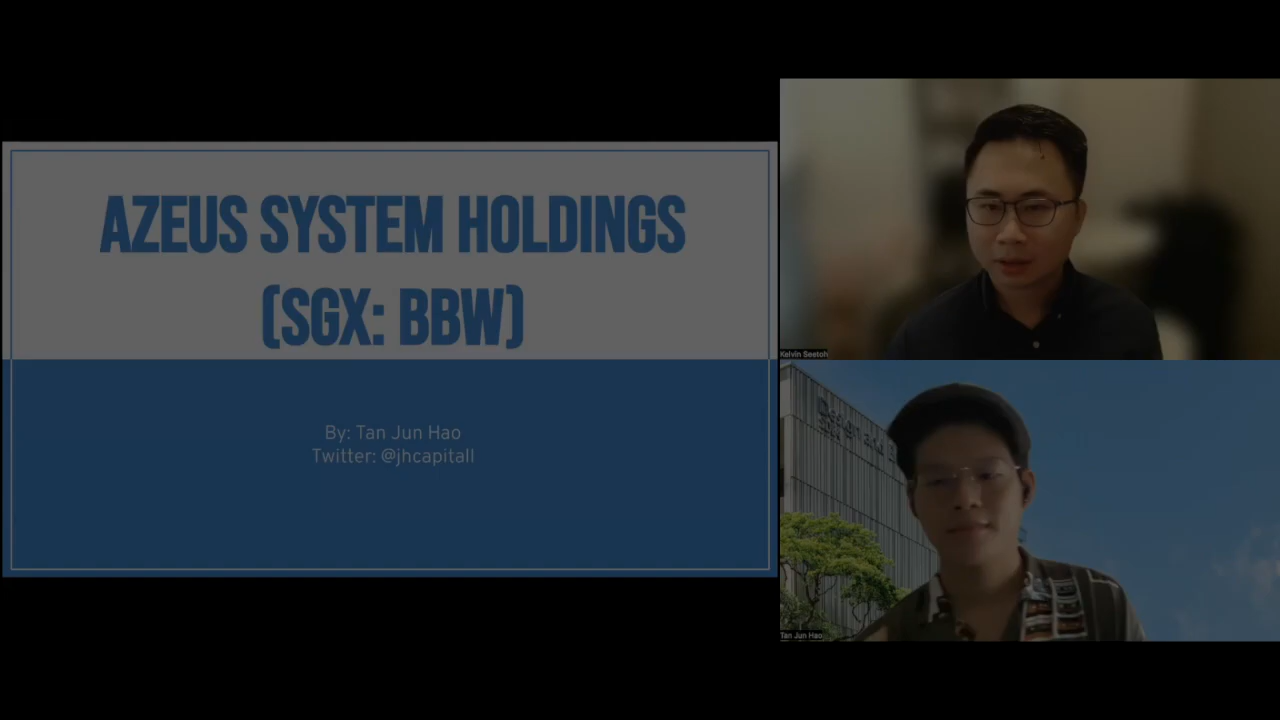 AZEUS SYSTEM HOLDINGS
(SGX: BBW)
By: Tan Jun Hao
Twitter: @jhcapitall
Kelvin Seetoh
Tan Jun Hao